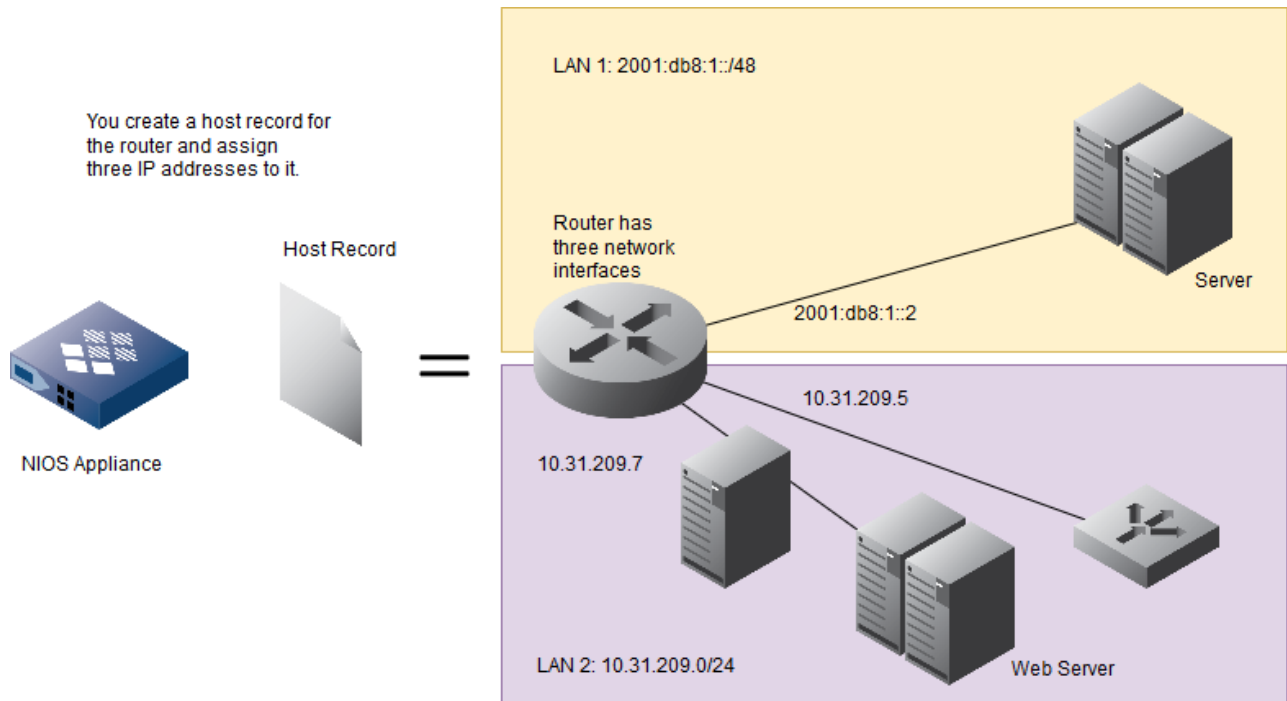 You create a host record for
the router and assign
three IP addresses to it.
Host Record
NIOS Appliance
=
LAN 1: 2001:db8:1::/48
Router has
three network
interfaces
Server
2001:db8:1::2
10.31.209.5
10.31.209.7
LAN 2: 10.31.209.0/24
Web Server